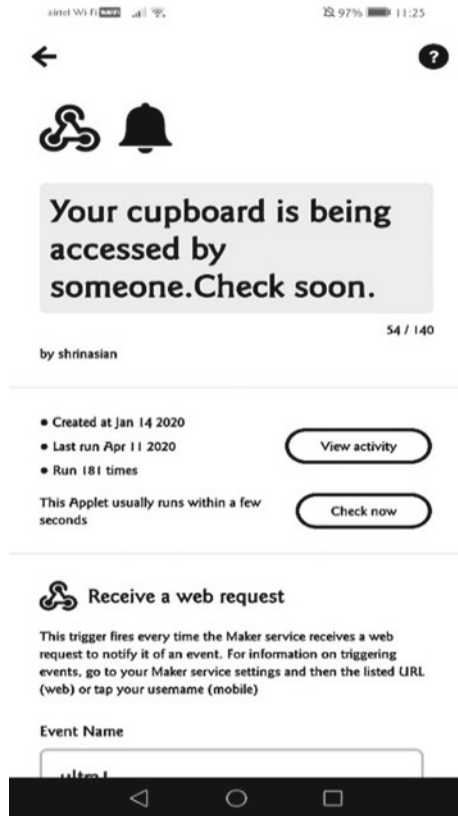 airtel Wi-Fi 97% 11:25
?
Your cupboard is being
accessed by
someone.Check soon.
54 / 140
by shrinasian
• Created at Jan 14 2020
• Last run Apr 11 2020
• Run 181 times
View activity
This Applet usually runs within a few
seconds
Check now
Receive a web request
This trigger fires every time the Maker service receives a web
request to notify it of an event. For information on triggering
events, go to your Maker service settings and then the listed URL
(web) or tap your username (mobile)
Event Name